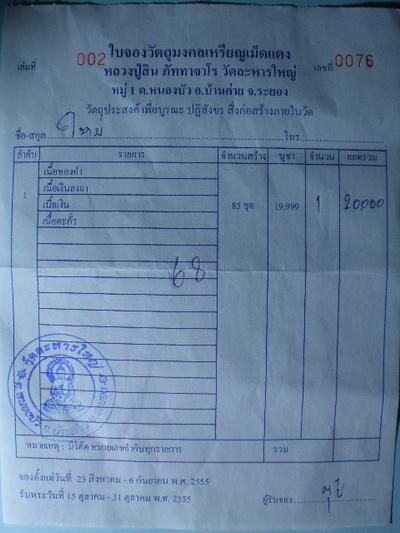 ใบจองวัตถุมงคลเหรียญเม็ดแตง
เล่มที่ 002 หลวงปู่สิน ภัททาจาโร วัดละหารใหญ่ เลขที่ 0076
หมู่ 1 ต.หนองบัว อ.บ้านค่าย จ.ระยอง
วัตถุประสงค์ เพื่อบูรณะ ปฏิสังขร สิ่งก่อสร้างภายในวัด
ชื่อ-สกุล โทร
ลำดับ รายการ จำนวนสร้าง บูชา จำนวน ยอดรวม
เนื้อทองคำ
เนื้อเงินลงยา
1 เนื้อเงิน 85 ชุด 19,999 1 20000
เนื้อตะกั่ว
68
วัดละหารใหญ่
หมายเหตุ : มีโค๊ด หมายเลขกำกับทุกรายการ รวม
จองตั้งแต่วันที่ 23 สิงหาคม - 6 กันยายน พ.ศ. 2555
รับพระวันที่ 15 ตุลาคม - 31 ตุลาคม พ.ศ. 2555 ผู้รับจอง